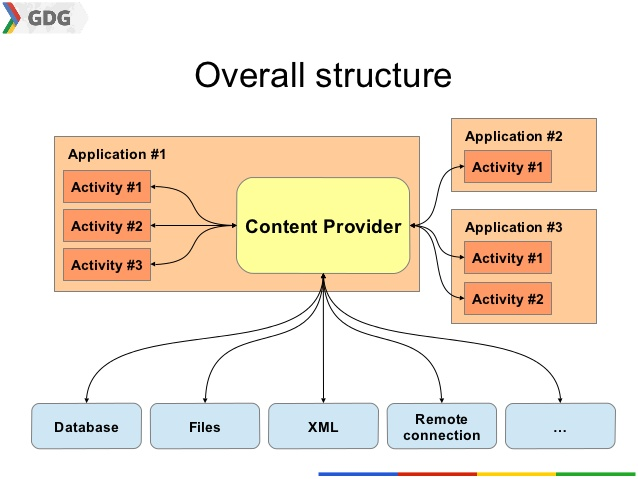 GDG
Overall structure
Application #1
Activity #1
Activity #2
Activity #3
Content Provider
Application #2
Activity #1
Application #3
Activity #1
Activity #2
Database
Files
XML
Remote
connection
...